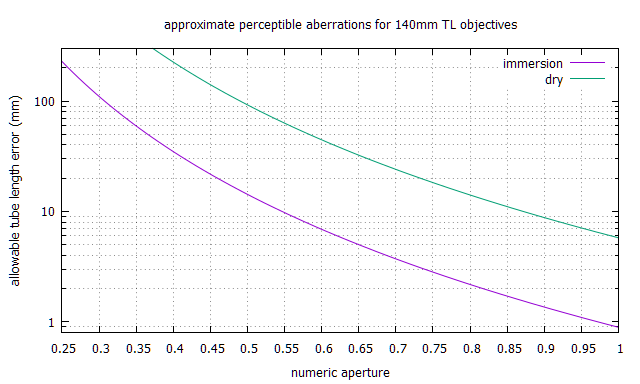 approximate perceptible aberrations for 140mm TL objectives
immersion
dry
allowable tube length error (mm)
100
10
1
0.25 0.3 0.35 0.4 0.45 0.5 0.55 0.6 0.65 0.7 0.75 0.8 0.85 0.9 0.95 1
numeric aperture